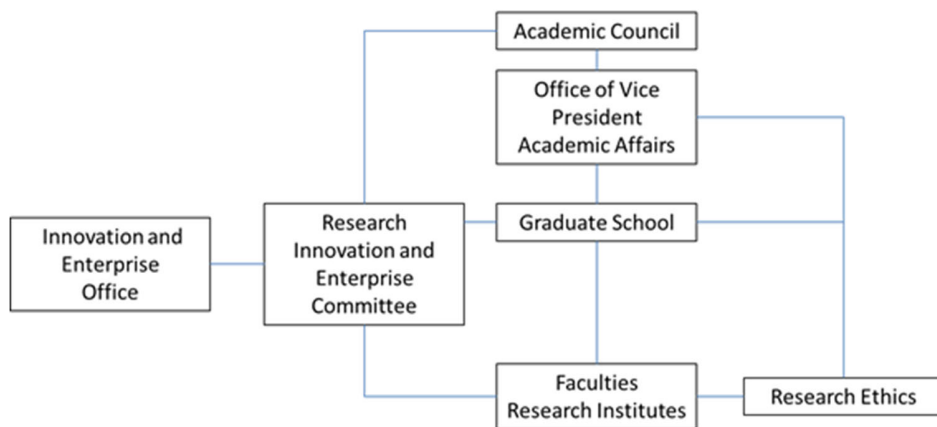 Academic Council
Office of Vice
President
Academic Affairs
Innovation and
Enterprise
Office
Research
Innovation and
Enterprise
Committee
Graduate School
Faculties
Research Institutes
Research Ethics